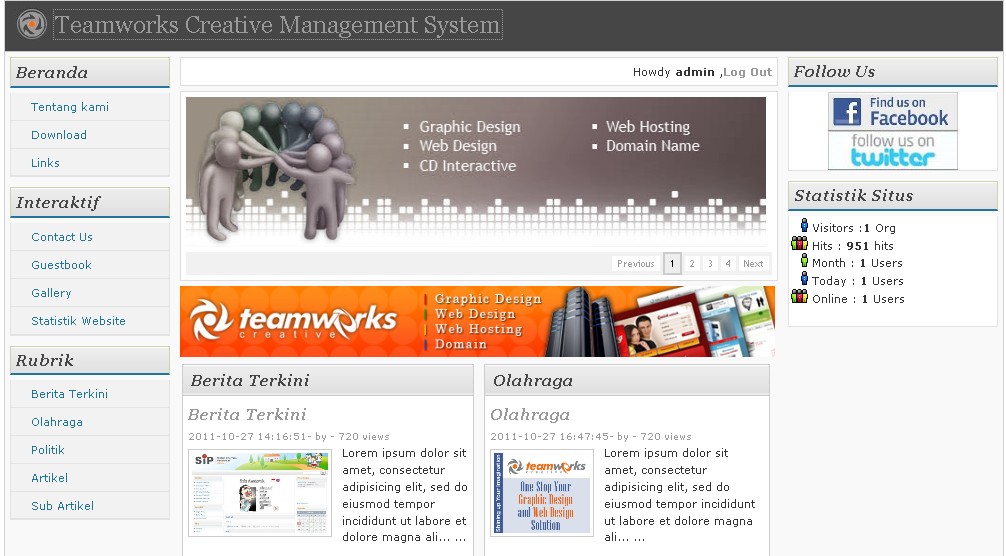 Teamworks Creative Management System
Beranda
Tentang kami
Download
Links
Interaktif
Contact Us
Guestbook
Gallery
Statistik Website
Rubrik
Berita Terkini
Olahraga
Politik
Artikel
Sub Artikel
Howdy admin ,Log Out
Graphic Design
Web Design
CD Interactive
Web Hosting
Domain Name
Previous 1 2 3 4 Next
teamworks
creative
Graphic Design
Web Design
Web Hosting
Domain
Berita Terkini
Berita Terkini
2011-10-27 14:16:51- by - 720 views
SIP
Lorem ipsum dolor sit
amet, consectetur
adipisicing elit, sed do
eiusmod tempor
incididunt ut labore et
dolore magna
ali... ...
Olahraga
Olahraga
2011-10-27 16:47:45- by - 720 views
teamworks
Shining up Your Imagination
One Stop Your
Graphic Design
and Web Design
Solution
Lorem ipsum dolor sit
amet, consectetur
adipisicing elit, sed do
eiusmod tempor
incididunt ut labore et
dolore magna
ali... ...
Follow Us
Find us on
Facebook
follow us on
twitter
Statistik Situs
Visitors :1 Org
Hits : 951 hits
Month : 1 Users
Today : 1 Users
Online : 1 Users